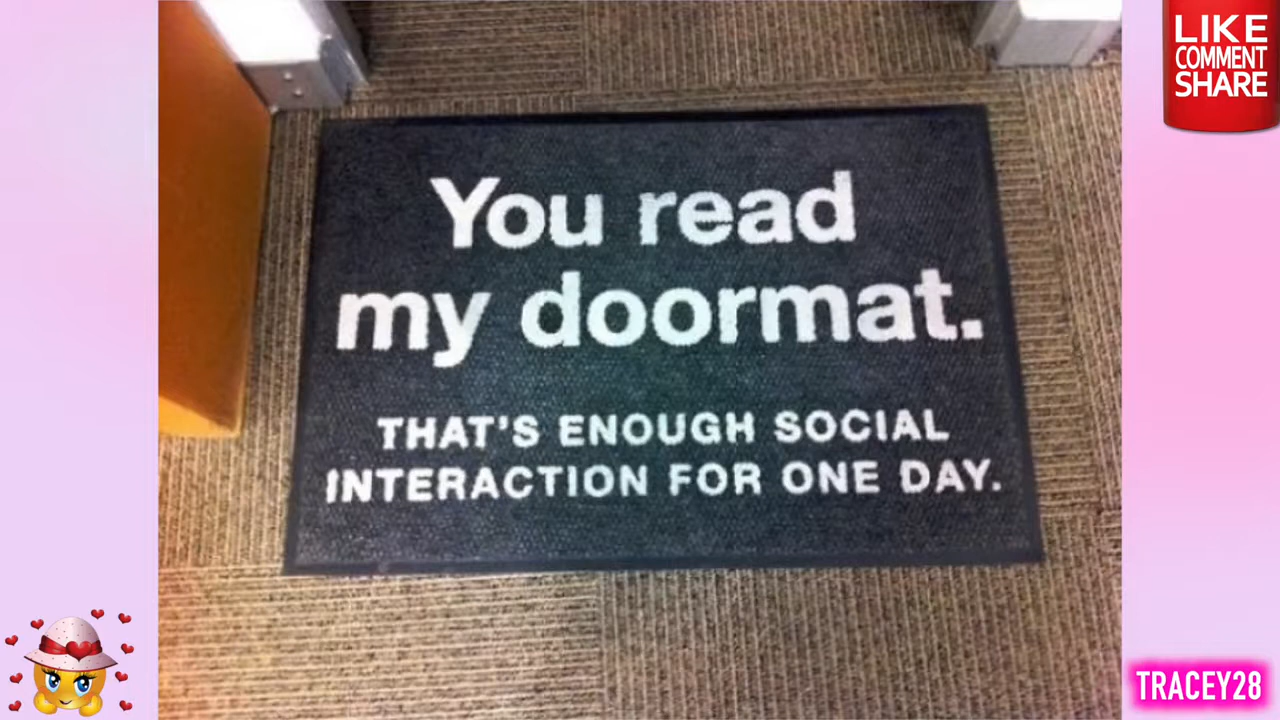 You read
my doormat.
THAT'S ENOUGH SOCIAL
INTERACTION FOR ONE DAY.
LIKE
COMMENT
SHARE
TRACEY28